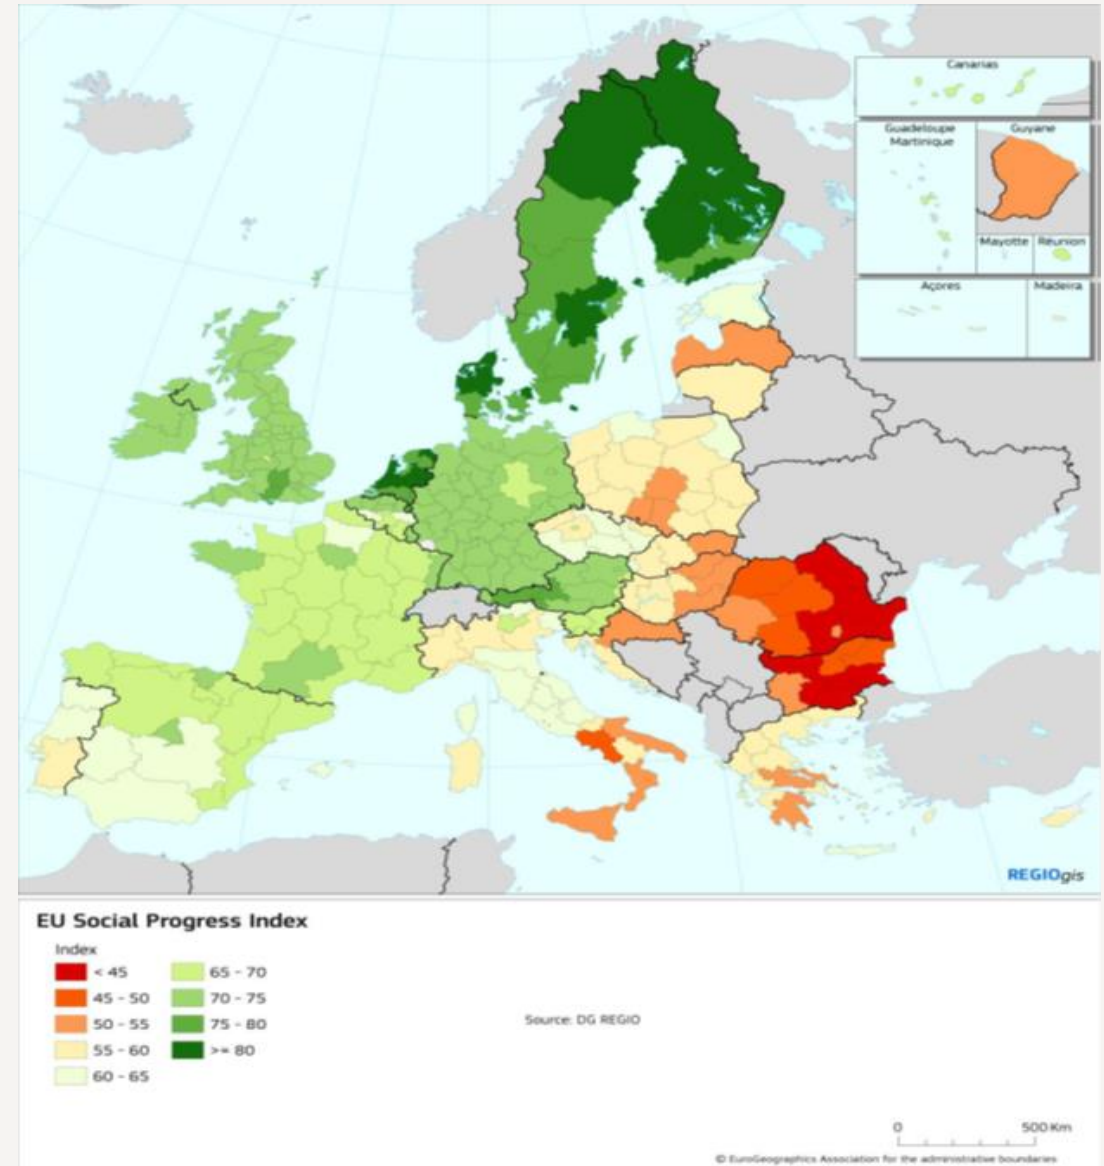 Canarias
Guadeloupe
Martinique
Guyane
Mayotte
Réunion
Açores
Madeira
REGIOgis
EU Social Progress Index
Index
< 45
45 - 50
50 - 55
55 - 60
60 - 65
65 - 70
70 - 75
75 - 80
>= 80
Source: DG REGIO
0 500 Km
© EuroGeographics Association for the administrative boundaries